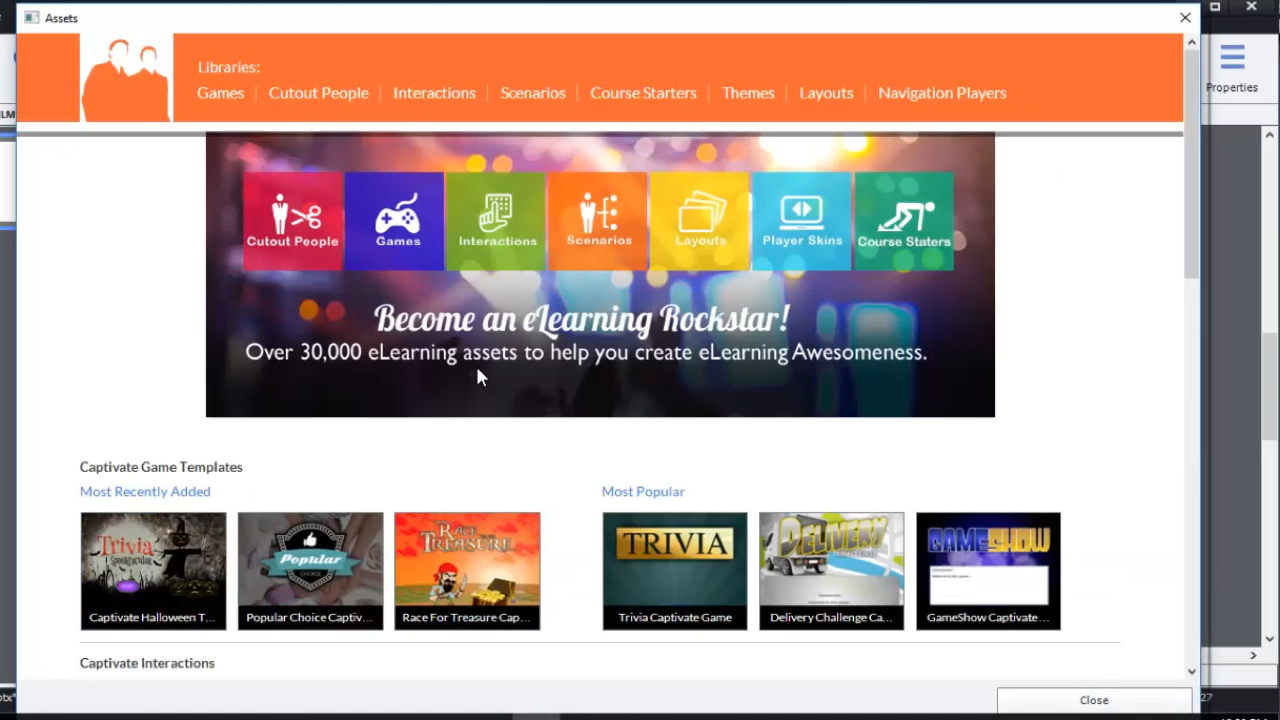 Assets
Libraries:
Games
Cutout People
Interactions
Scenarios
Course Starters
Themes
Layouts
Navigation Players
Properties
Cutout People
Games
Interactions
Scenarios
Layouts
Player Skins
Course Staters
Become an eLearning Rockstar!
Over 30,000 eLearning assets to help you create eLearning Awesomeness.
Captivate Game Templates
Most Recently Added
Most Popular
Trivia
Popular
RACE
TREASURE
TRIVIA
DELIVERY
GAMESHOW
Captivate Halloween T...
Popular Choice Captiv...
Race For Treasure Cap...
Trivia Captivate Game
Delivery Challenge Ca...
GameShow Captivate ...
Captivate Interactions
Close
27